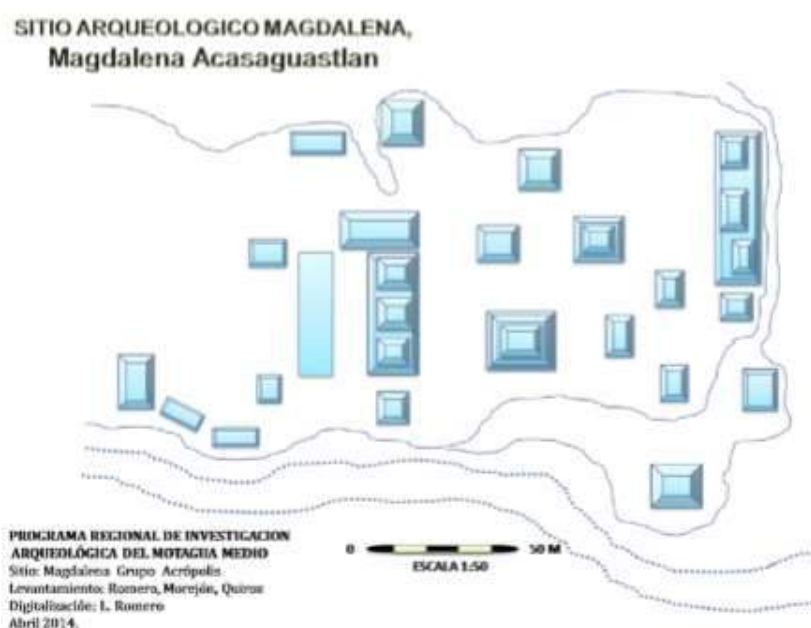 SITIO ARQUEOLOGICO MAGDALENA,
Magdalena Acasaguastlan
PROGRAMA REGIONAL DE INVESTIGACION
ARQUEOLÓGICA DEL MOTAGUA MEDIO
Sitio: Magdalena Grupo Acrópolis
Levantamiento: Romero, Morejón, Quiroz
Digitalización: L. Romero
Abril 2014.
0 50 M
ESCALA 1:50